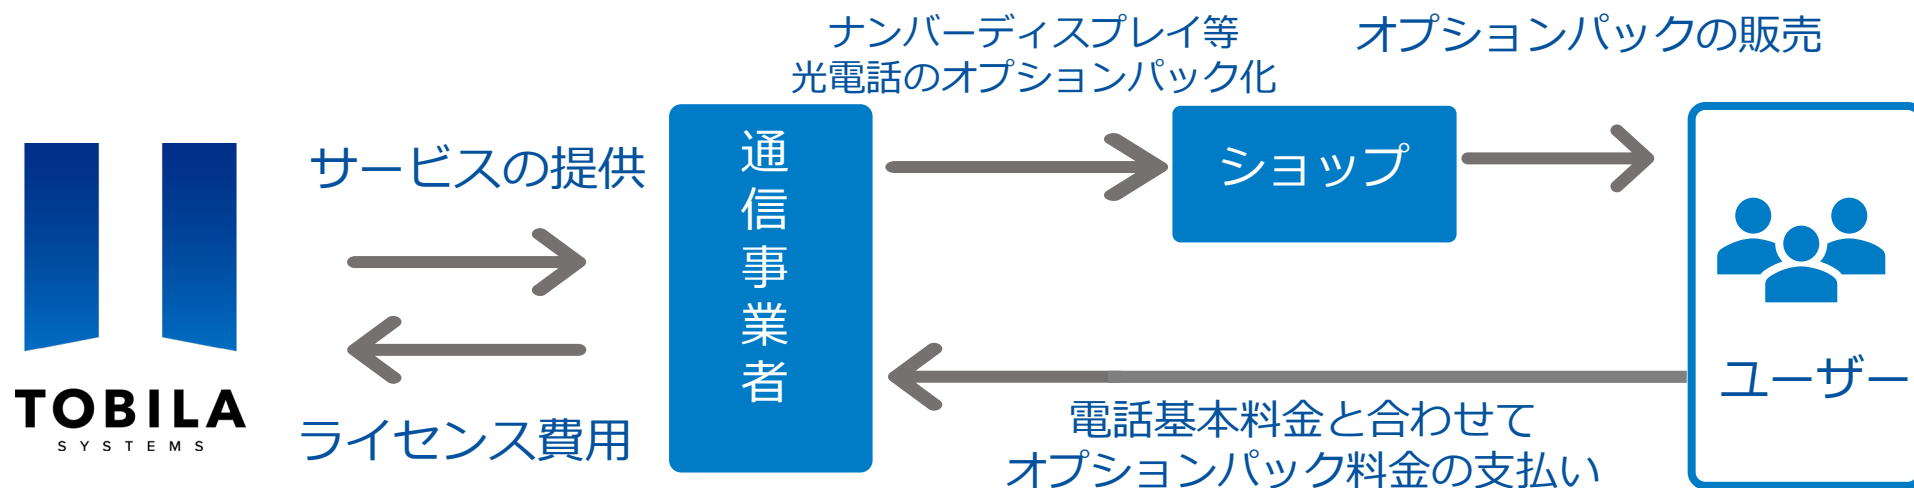 ナンバーディスプレイ等
光電話のオプションパック化
オプションパックの販売
サービスの提供
通信事業者
ショップ
ユーザー
TOBILA
SYSTEMS
ライセンス費用
電話基本料金と合わせて
オプションパック料金の支払い